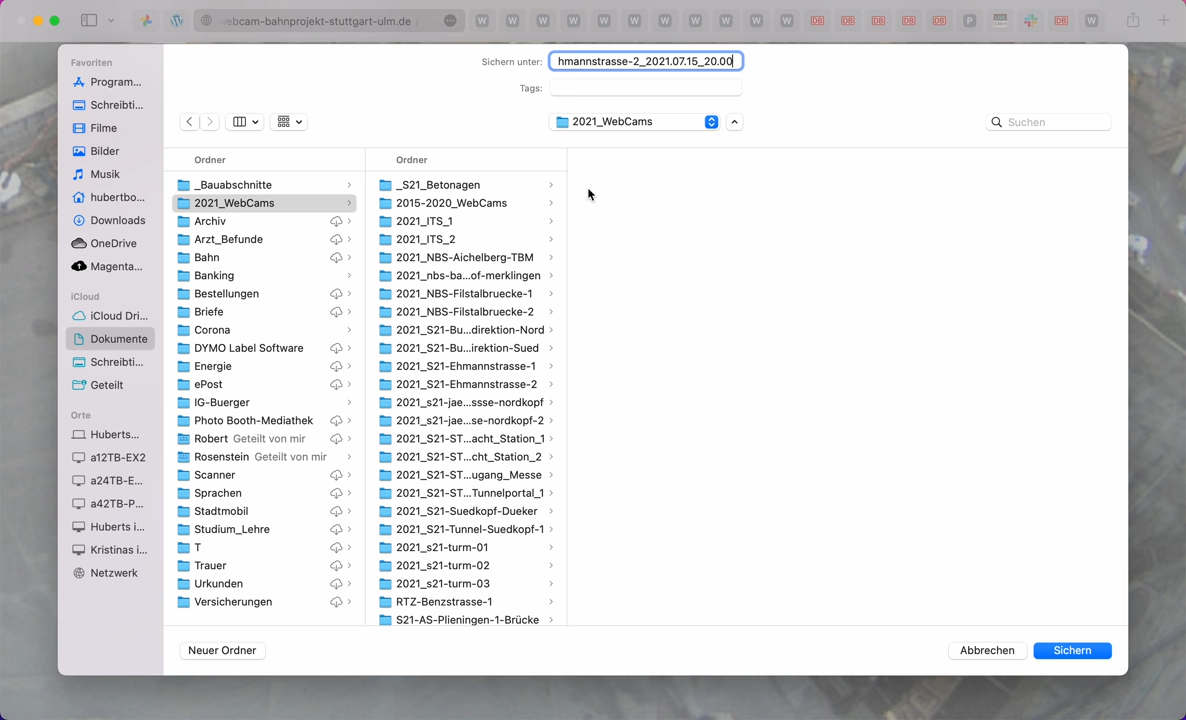 webcam-bahnprojekt-stuttgart-ulm.de
W W W W W W W W W W W DB DB DB DB DB P DB W
Sichern unter: hmannstrasse-2_2021.07.15_20.00
Tags:
2021_WebCams
Suchen
Favoriten
Program...
Schreibti...
Filme
Bilder
Musik
hubertbo...
Downloads
OneDrive
Magenta...
iCloud
iCloud Dri...
Dokumente
Schreibti...
Geteilt
Orte
Huberts...
a12TB-EX2
a24TB-E...
a42TB-P...
Huberts i...
Kristinas i...
Netzwerk
Ordner
_Bauabschnitte
2021_WebCams
Archiv
Arzt_Befunde
Bahn
Banking
Bestellungen
Briefe
Corona
DYMO Label Software
Energie
ePost
IG-Buerger
Photo Booth-Mediathek
Robert Geteilt von mir
Rosenstein Geteilt von mir
Scanner
Sprachen
Stadtmobil
Studium_Lehre
T
Trauer
Urkunden
Versicherungen
Ordner
_S21_Betonagen
2015-2020_WebCams
2021_ITS_1
2021_ITS_2
2021_NBS-Aichelberg-TBM
2021_nbs-ba...of-merklingen
2021_NBS-Filstalbruecke-1
2021_NBS-Filstalbruecke-2
2021_S21-Bu...direktion-Nord
2021_S21-Bu...irektion-Sued
2021_S21-Ehmannstrasse-1
2021_S21-Ehmannstrasse-2
2021_s21-jae...ssse-nordkopf
2021_s21-jae...se-nordkopf-2
2021_S21-ST...acht_Station_1
2021_S21-ST...cht_Station_2
2021_S21-ST...ugang_Messe
2021_S21-ST...Tunnelportal_1
2021_S21-Suedkopf-Dueker
2021_S21-Tunnel-Suedkopf-1
2021_s21-turm-01
2021_s21-turm-02
2021_s21-turm-03
RTZ-Benzstrasse-1
S21-AS-Plieningen-1-Brücke
Neuer Ordner
Abbrechen
Sichern